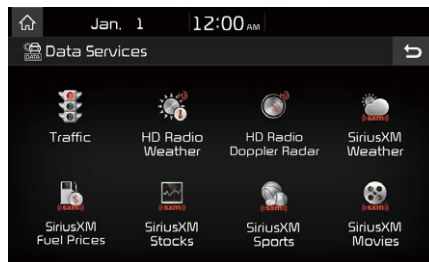 Jan. 1 12:00 AM
DATA Data Services
Traffic
HD Radio
Weather
HD Radio
Doppler Radar
SiriusXM
Weather
SiriusXM
Fuel Prices
SiriusXM
Stocks
SiriusXM
Sports
SiriusXM
Movies